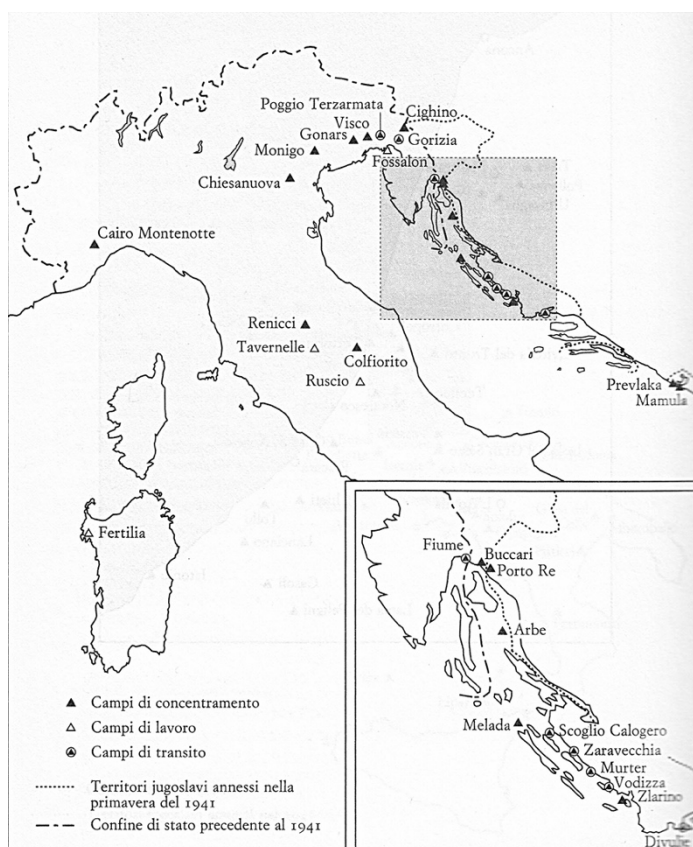 Poggio Terzarmata
Cighino
Visco
Gonars
Gorizia
Monigo
Fossalon
Chiesanuova
Cairo Montenotte
Renicci
Tavernelle
Colfiorito
Ruscio
Prevlaka
Mamula
Fertilia
Fiume
Buccari
Porto Re
Arbe
Melada
Scoglio Calogero
Zaravecchia
Murter
Vodizza
Zlarino
Divulje
Campi di concentramento
Campi di lavoro
Campi di transito
Territori jugoslavi annessi nella
primavera del 1941
Confine di stato precedente al 1941